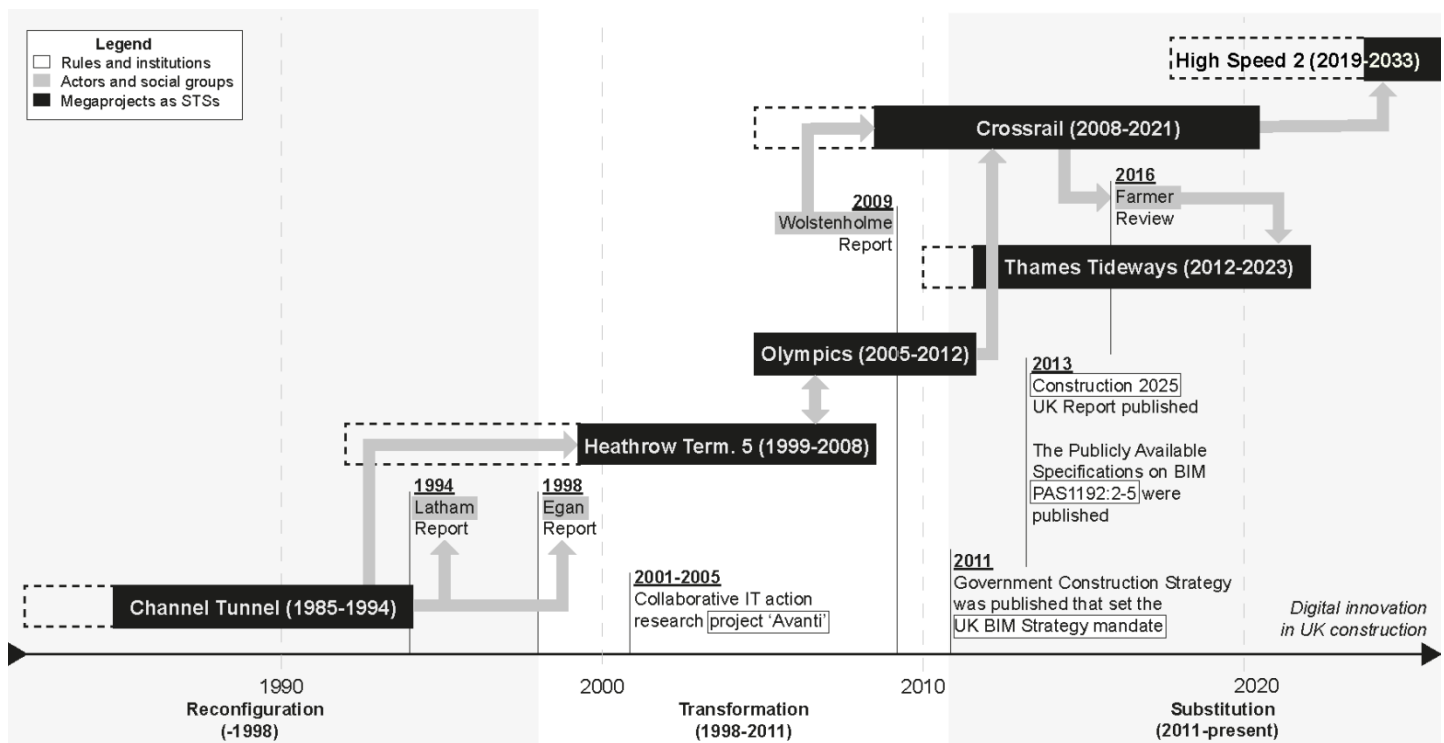 Legend
Rules and institutions
Actors and social groups
Megaprojects as STSs
High Speed 2 (2019-2033)
Crossrail (2008-2021)
2016
Farmer
Review
2009
Wolstenholme
Report
Thames Tideways (2012-2023)
Olympics (2005-2012)
2013
Construction 2025
UK Report published
The Publicly Available
Specifications on BIM
PAS1192:2-5 were
published
Heathrow Term. 5 (1999-2008)
1994
Latham
Report
1998
Egan
Report
2001-2005
Collaborative IT action
research project ‘Avanti’
2011
Government Construction Strategy
was published that set the
UK BIM Strategy mandate
Channel Tunnel (1985-1994)
Digital innovation
in UK construction
1990
2000
2010
2020
Reconfiguration
(-1998)
Transformation
(1998-2011)
Substitution
(2011-present)